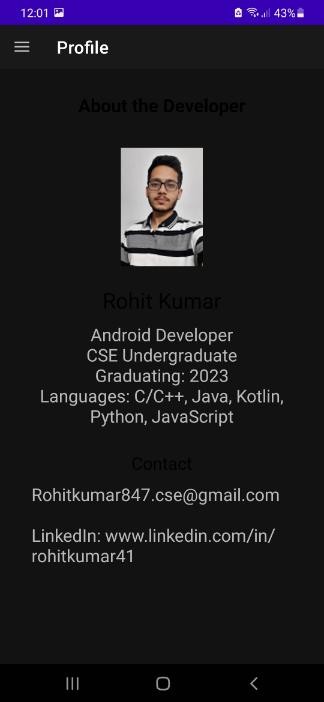 12:01 43%
Profile
About the Developer
Rohit Kumar
Android Developer
CSE Undergraduate
Graduating: 2023
Languages: C/C++, Java, Kotlin,
Python, JavaScript
Contact
Rohitkumar847.cse@gmail.com
LinkedIn: www.linkedin.com/in/
rohitkumar41